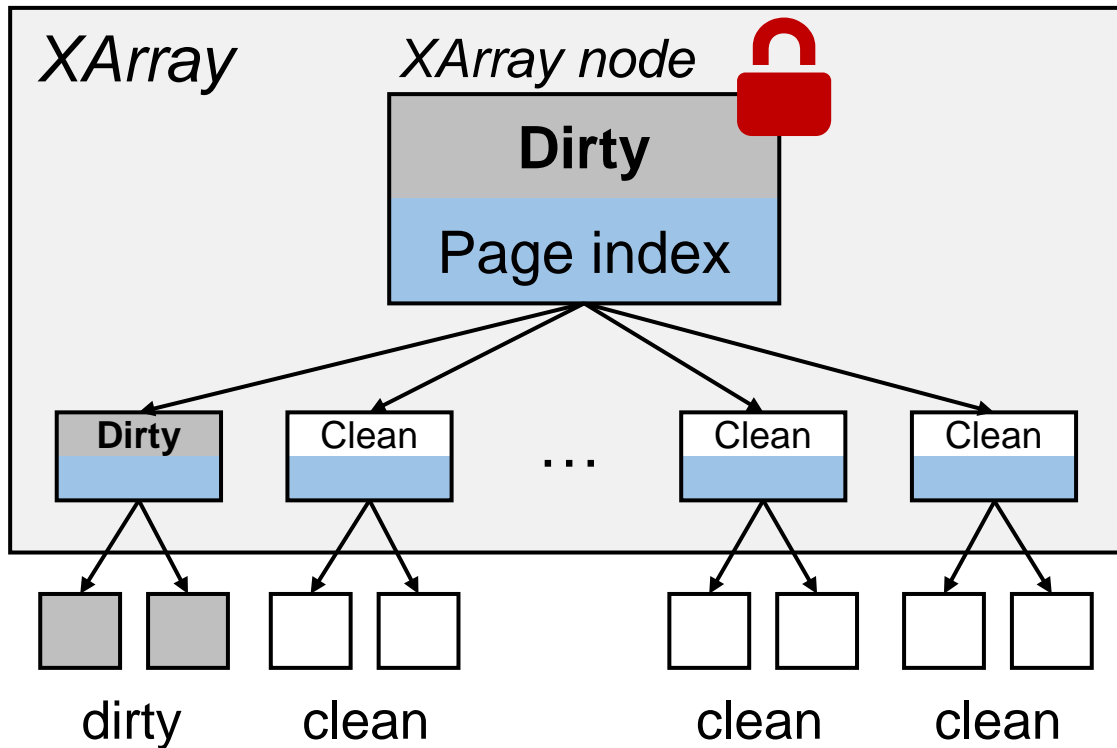 XArray
XArray node
Dirty
Page index
Dirty
Clean
...
Clean
Clean
dirty
clean
clean
clean